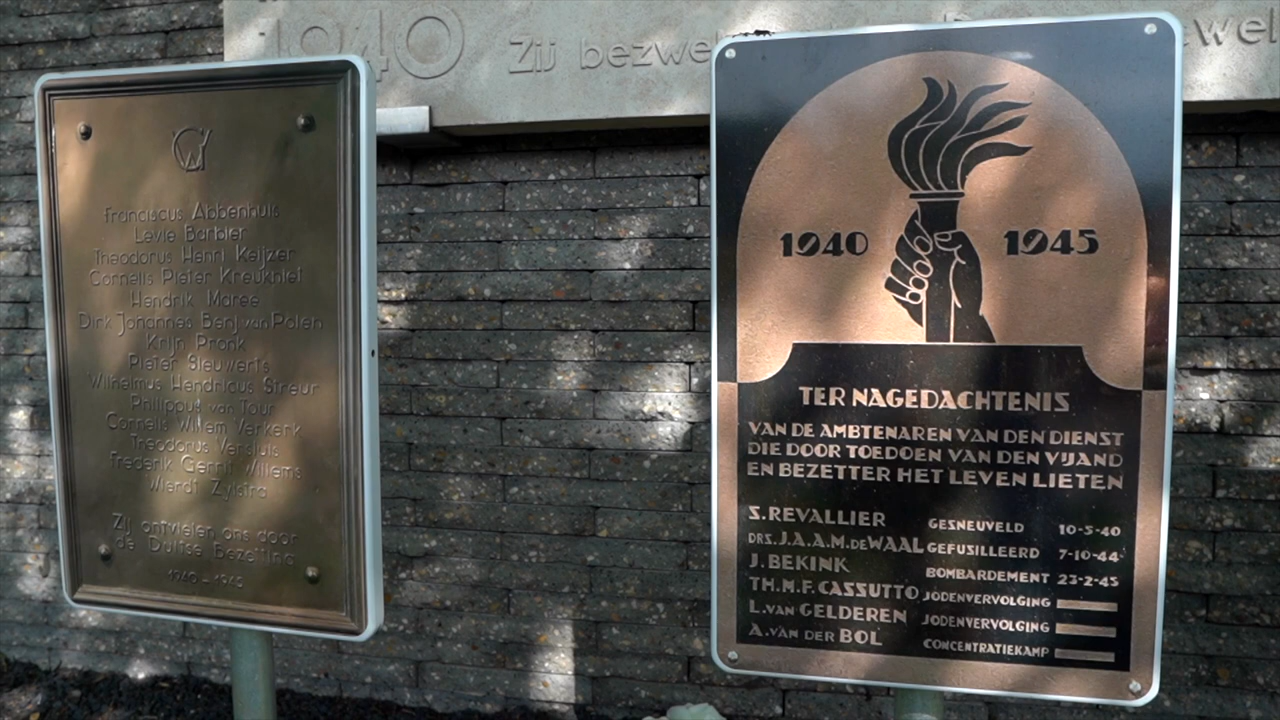 1940 Zij bezwe
wel
Franciscus Abbenhuis
Levie Barbier
Theodorus Henri Keijzer
Cornelis Pieter Kreukniet
Hendrik Maree
Dirk Johannes Benj. van Polen
Krijn Pronk
Pieter Sleuwerts
Wilhelmus Hendricus Streur
Philippus van Tour
Cornelis Willem Verkerk
Theodorus Versluis
Frederik Gerrit Willems
Wierdt Zylstra
Zij ontvielen ons door
de Duitse Bezetting
1940 - 1945
1940 1945
TER NAGEDACHTENIS
VAN DE AMBTENAREN VAN DEN DIENST
DIE DOOR TOEDOEN VAN DEN VIJAND
EN BEZETTER HET LEVEN LIETEN
S. REVALLIER GESNEUVELD 10-5-40
DRS. J.A.A.M. DE WAAL GEFUSILLEERD 7-10-44
J. BEKINK BOMBARDEMENT 23-2-45
TH.M.F. CASSUTTO JODENVERVOLGING
L. VAN GELDEREN JODENVERVOLGING
A. VAN DER BOL CONCENTRATIEKAMP